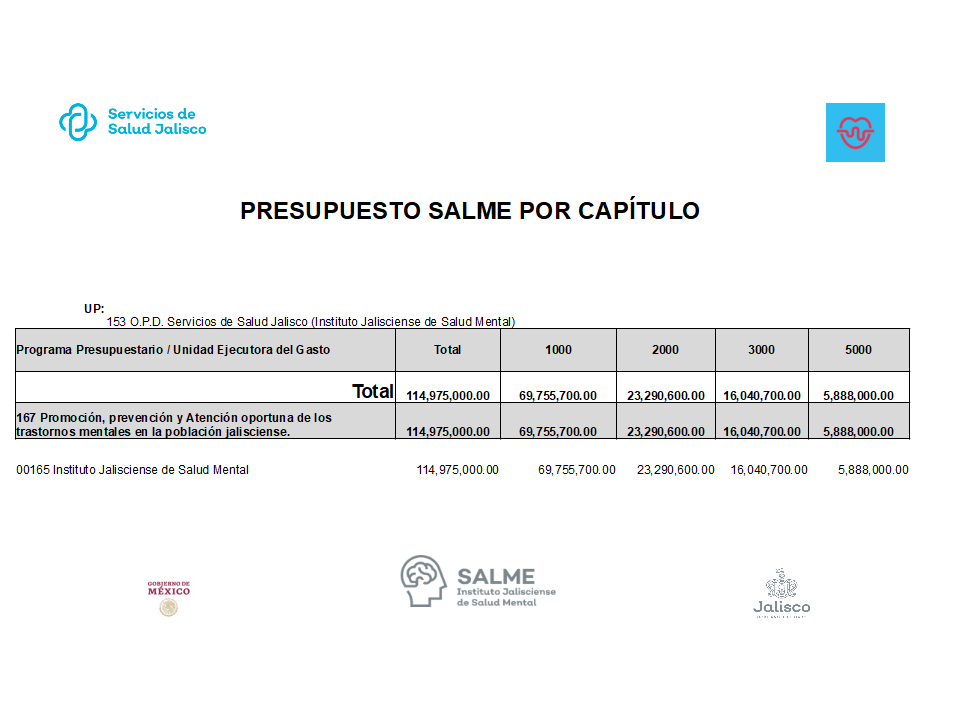 Servicios de
Salud Jalisco
PRESUPUESTO SALME POR CAPÍTULO
UP:
153 O.P.D. Servicios de Salud Jalisco (Instituto Jalisciense de Salud Mental)
Programa Presupuestario / Unidad Ejecutora del Gasto Total 1000 2000 3000 5000
Total 114,975,000.00 69,755,700.00 23,290,600.00 16,040,700.00 5,888,000.00
167 Promoción, prevención y Atención oportuna de los
trastornos mentales en la población jalisciense. 114,975,000.00 69,755,700.00 23,290,600.00 16,040,700.00 5,888,000.00
00165 Instituto Jalisciense de Salud Mental 114,975,000.00 69,755,700.00 23,290,600.00 16,040,700.00 5,888,000.00
GOBIERNO DE
MÉXICO
SALME
Instituto Jalisciense
de Salud Mental
Jalisco